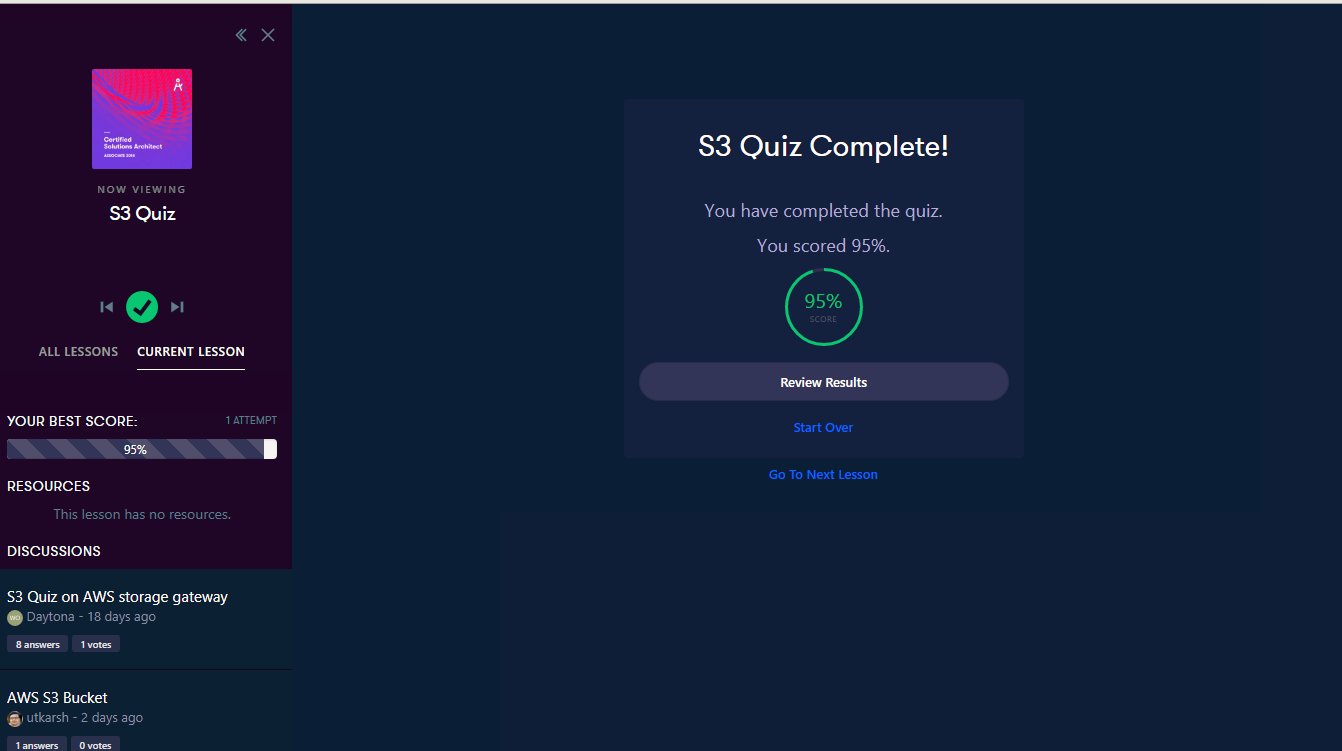 Certified
Solutions Architect
ASSOCIATE 2018
NOW VIEWING
S3 Quiz
ALL LESSONS
CURRENT LESSON
YOUR BEST SCORE:
1 ATTEMPT
95%
RESOURCES
This lesson has no resources.
DISCUSSIONS
S3 Quiz on AWS storage gateway
WO
Daytona - 18 days ago
8 answers
1 votes
AWS S3 Bucket
utkarsh - 2 days ago
1 answers
0 votes
S3 Quiz Complete!
You have completed the quiz.
You scored 95%.
95%
SCORE
Review Results
Start Over
Go To Next Lesson